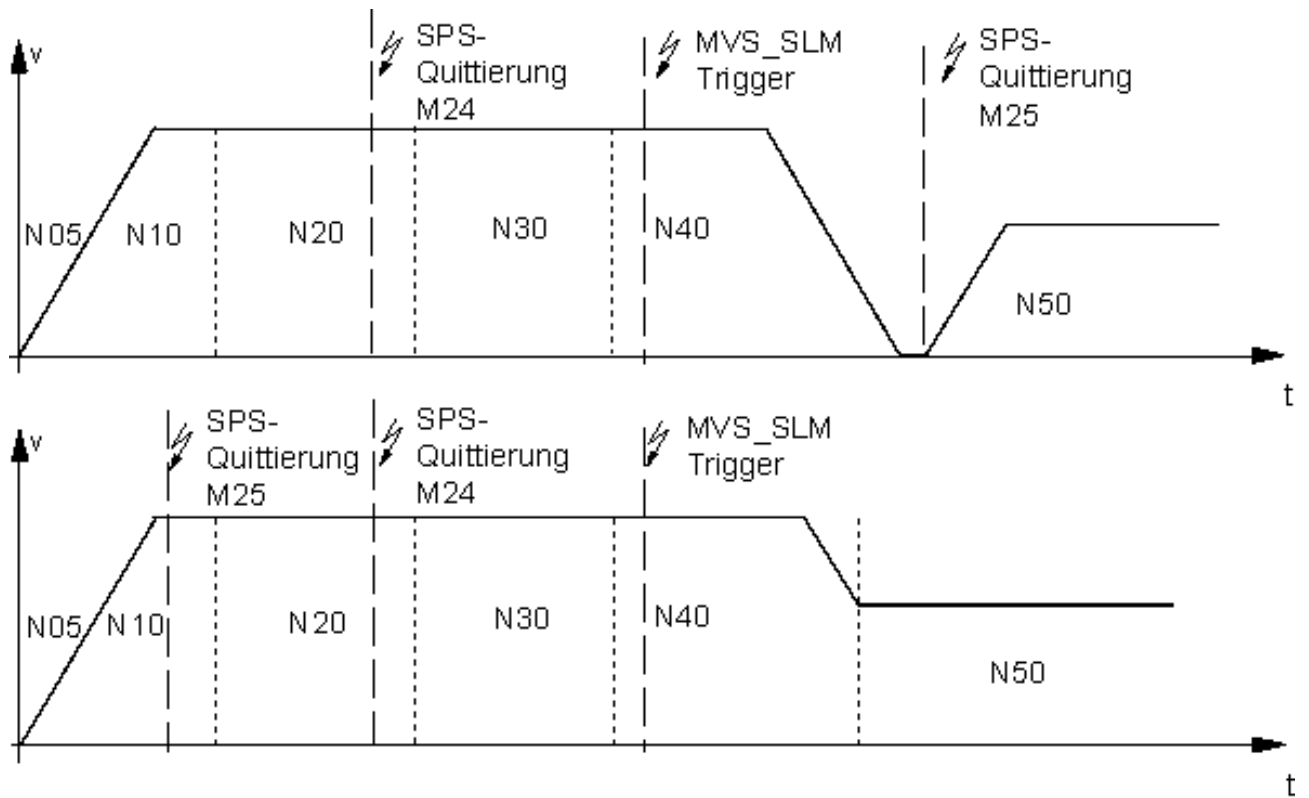 v
SPS-
Quittierung
M24
MVS_SLM
Trigger
SPS-
Quittierung
M25
N05
N10
N20
N30
N40
N50
t
v
SPS-
Quittierung
M25
SPS-
Quittierung
M24
MVS_SLM
Trigger
N05
N10
N20
N30
N40
N50
t